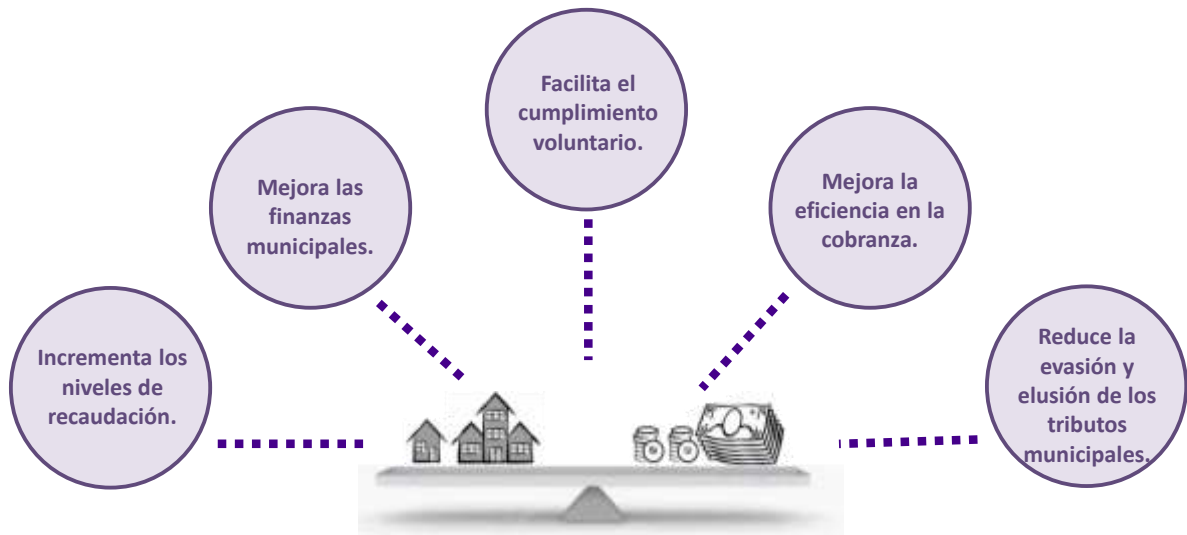 Incrementa los
niveles de
recaudación.
Mejora las
finanzas
municipales.
Facilita el
cumplimiento
voluntario.
Mejora la
eficiencia en la
cobranza.
Reduce la
evasión y
elusión de los
tributos
municipales.